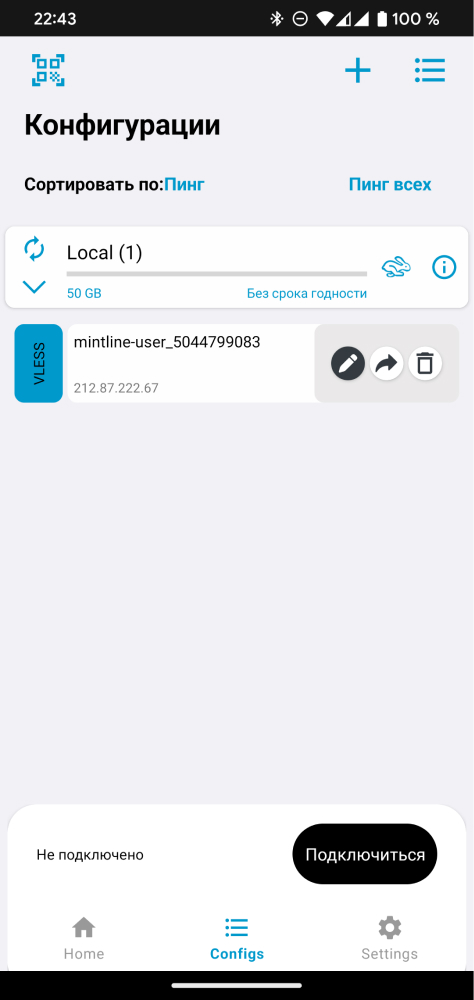 22:43
100 %
Конфигурации
Сортировать по:Пинг
Пинг всех
Local (1)
50 GB
Без срока годности
VLESS
mintline-user_5044799083
212.87.222.67
Не подключено
Подключиться
Home
Configs
Settings